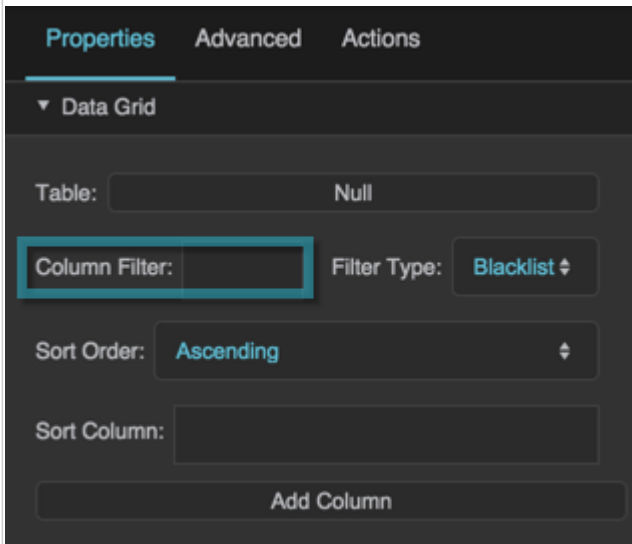 Properties Advanced Actions
Data Grid
Table: Null
Column Filter: Filter Type: Blacklist
Sort Order: Ascending
Sort Column:
Add Column